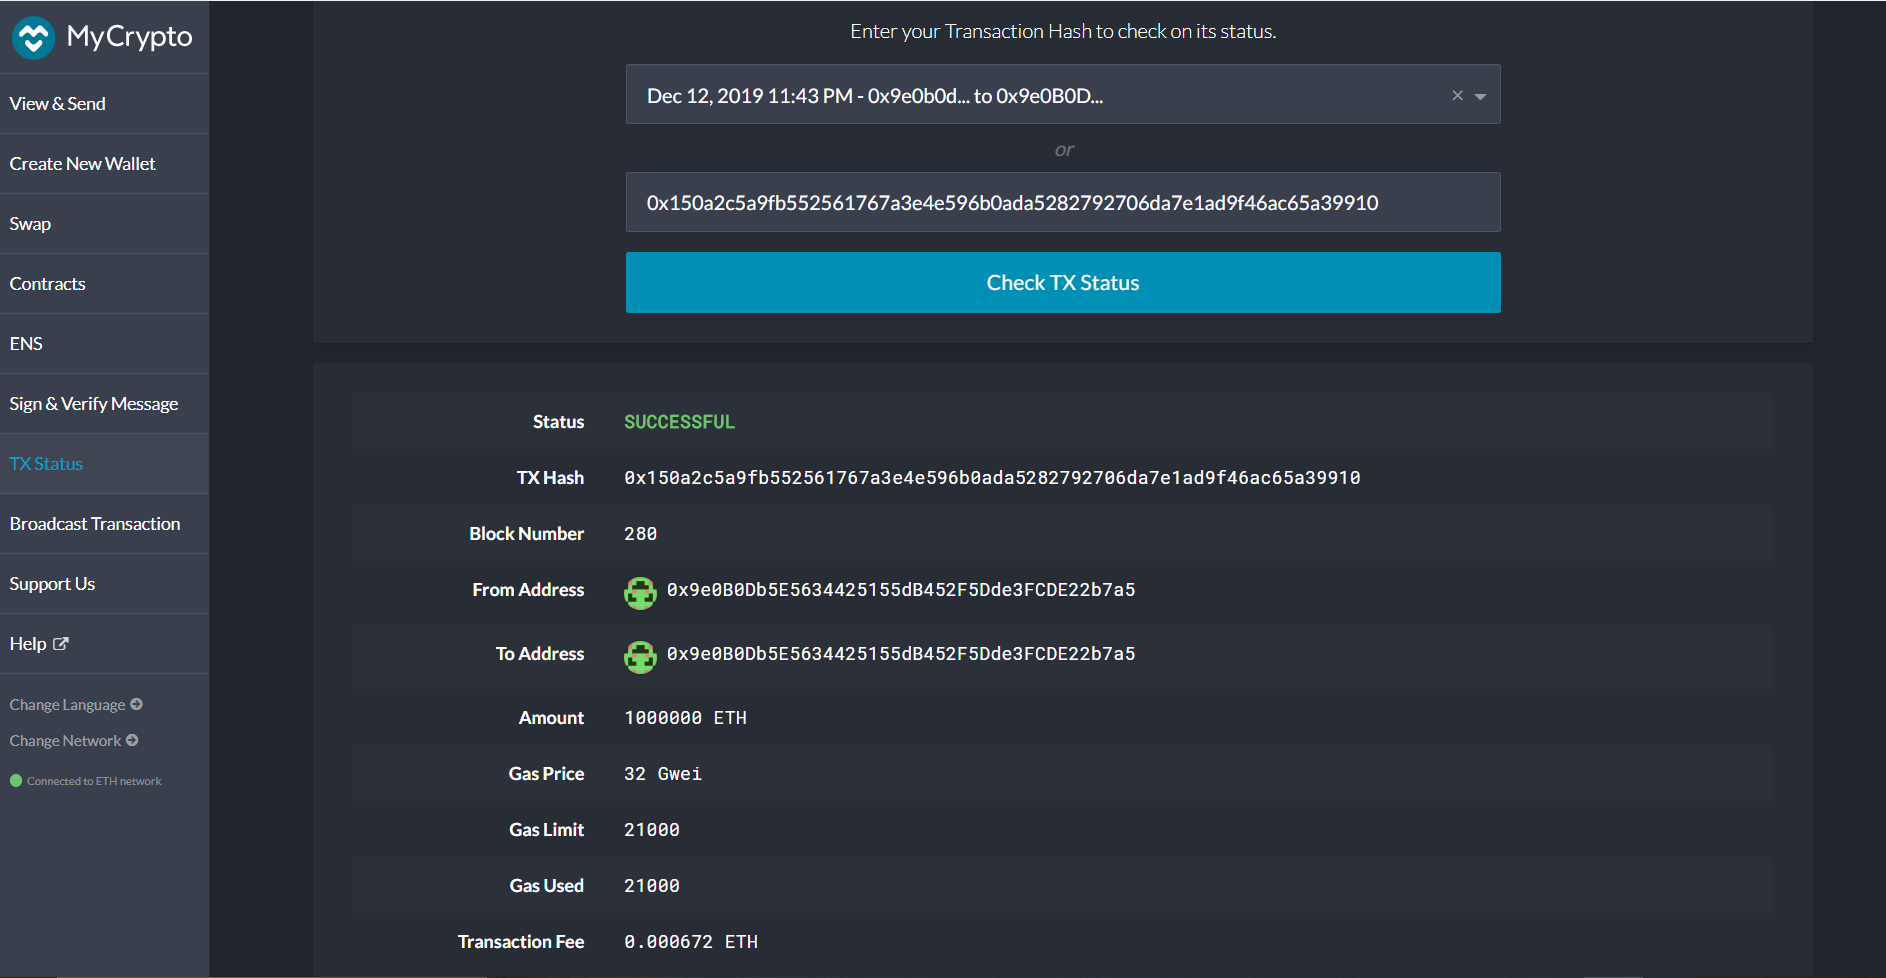 MyCrypto
View & Send
Create New Wallet
Swap
Contracts
ENS
Sign & Verify Message
TX Status
Broadcast Transaction
Support Us
Help
Change Language
Change Network
Connected to ETH network
Enter your Transaction Hash to check on its status.
Dec 12, 2019 11:43 PM - 0x9e0b0d... to 0x9e0B0D...
or
0x150a2c5a9fb552561767a3e4e596b0ada5282792706da7e1ad9f46ac65a39910
Check TX Status
Status SUCCESSFUL
TX Hash 0x150a2c5a9fb552561767a3e4e596b0ada5282792706da7e1ad9f46ac65a39910
Block Number 280
From Address 0x9e0B0Db5E5634425155dB452F5Dde3FCDE22b7a5
To Address 0x9e0B0Db5E5634425155dB452F5Dde3FCDE22b7a5
Amount 1000000 ETH
Gas Price 32 Gwei
Gas Limit 21000
Gas Used 21000
Transaction Fee 0.000672 ETH